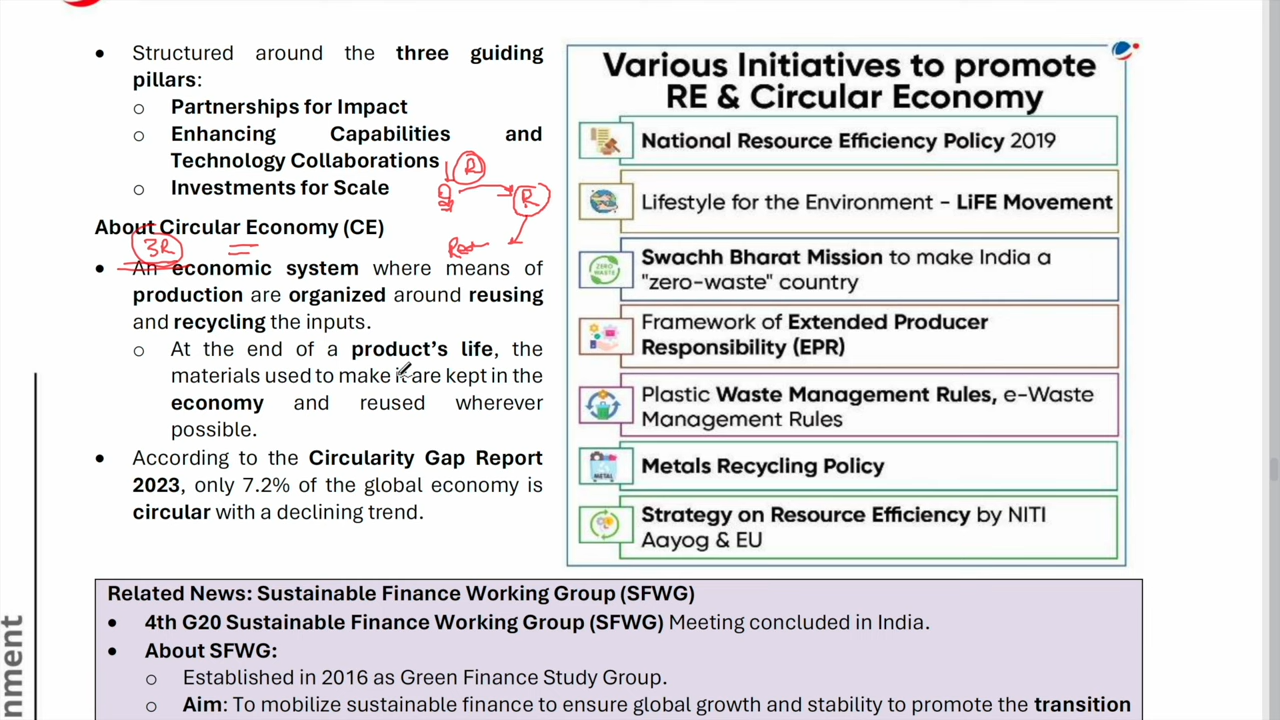 • Structured around the three guiding
pillars:
o Partnerships for Impact
o Enhancing Capabilities and
Technology Collaborations
o Investments for Scale
About Circular Economy (CE)
• An economic system where means of
production are organized around reusing
and recycling the inputs.
o At the end of a product's life, the
materials used to make it are kept in the
economy and reused wherever
possible.
• According to the Circularity Gap Report
2023, only 7.2% of the global economy is
circular with a declining trend.
R
R
3R
Various Initiatives to promote
RE & Circular Economy
National Resource Efficiency Policy 2019
Lifestyle for the Environment - LiFE Movement
ZERO
WASTE
Swachh Bharat Mission to make India a
"zero-waste" country
Framework of Extended Producer
Responsibility (EPR)
Plastic Waste Management Rules, e-Waste
Management Rules
METAL
Metals Recycling Policy
Strategy on Resource Efficiency by NITI
Aayog & EU
Related News: Sustainable Finance Working Group (SFWG)
• 4th G20 Sustainable Finance Working Group (SFWG) Meeting concluded in India.
• About SFWG:
o Established in 2016 as Green Finance Study Group.
o Aim: To mobilize sustainable finance to ensure global growth and stability to promote the transition
nment